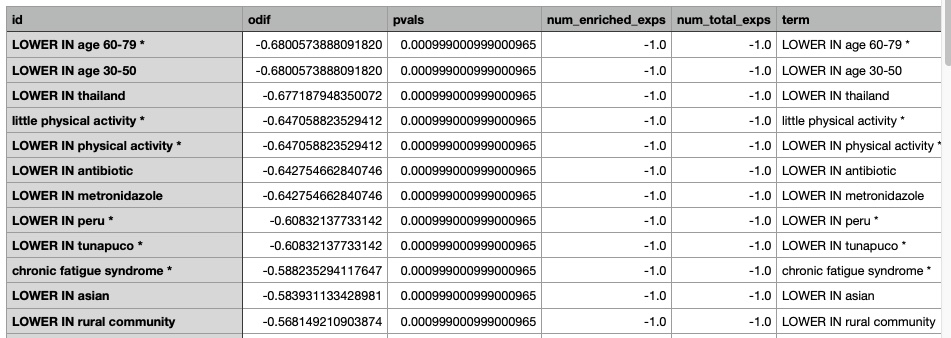 id odif pvals num_enriched_exps num_total_exps term
LOWER IN age 60-79 * -0.6800573888091820 0.000999000999000965 -1.0 -1.0 LOWER IN age 60-79 *
LOWER IN age 30-50 -0.6800573888091820 0.000999000999000965 -1.0 -1.0 LOWER IN age 30-50
LOWER IN thailand -0.677187948350072 0.000999000999000965 -1.0 -1.0 LOWER IN thailand
little physical activity * -0.647058823529412 0.000999000999000965 -1.0 -1.0 little physical activity *
LOWER IN physical activity * -0.647058823529412 0.000999000999000965 -1.0 -1.0 LOWER IN physical activity *
LOWER IN antibiotic -0.642754662840746 0.000999000999000965 -1.0 -1.0 LOWER IN antibiotic
LOWER IN metronidazole -0.642754662840746 0.000999000999000965 -1.0 -1.0 LOWER IN metronidazole
LOWER IN peru * -0.60832137733142 0.000999000999000965 -1.0 -1.0 LOWER IN peru *
LOWER IN tunapuco * -0.60832137733142 0.000999000999000965 -1.0 -1.0 LOWER IN tunapuco *
chronic fatigue syndrome * -0.588235294117647 0.000999000999000965 -1.0 -1.0 chronic fatigue syndrome *
LOWER IN asian -0.583931133428981 0.000999000999000965 -1.0 -1.0 LOWER IN asian
LOWER IN rural community -0.568149210903874 0.000999000999000965 -1.0 -1.0 LOWER IN rural community